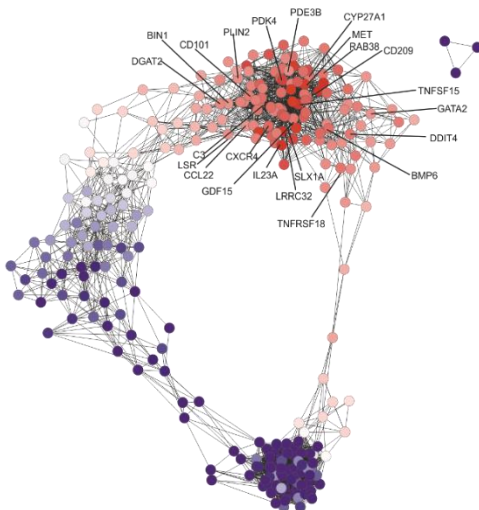 PDE3B
PDK4
CYP27A1
PLIN2
BIN1
MET
CD101
RAB38
CD209
DGAT2
TNFSF15
GATA2
DDIT4
C3
LSR
CXCR4
CCL22
SLX1A
BMP6
IL23A
GDF15
LRRC32
TNFRSF18